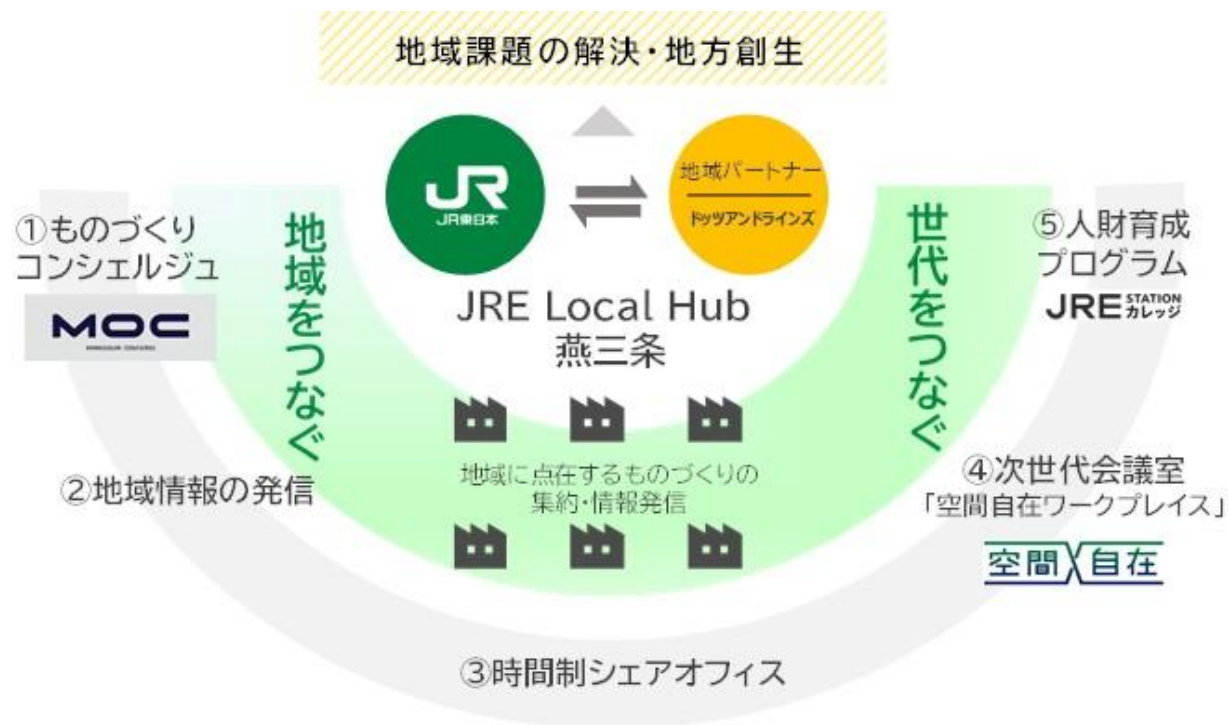 地域課題の解決・地方創生
JR
JR東日本
地域パートナー
ドッツアンドラインズ
JRE Local Hub
燕三条
①ものづくり
コンシェルジュ
MOC
地域をつなぐ
②地域情報の発信
地域に点在するものづくりの
集約・情報発信
③時間制シェアオフィス
世代をつなぐ
④次世代会議室
「空間自在ワークプレイス」
空間 自在
⑤人財育成
プログラム
JRE STATION カレッジ